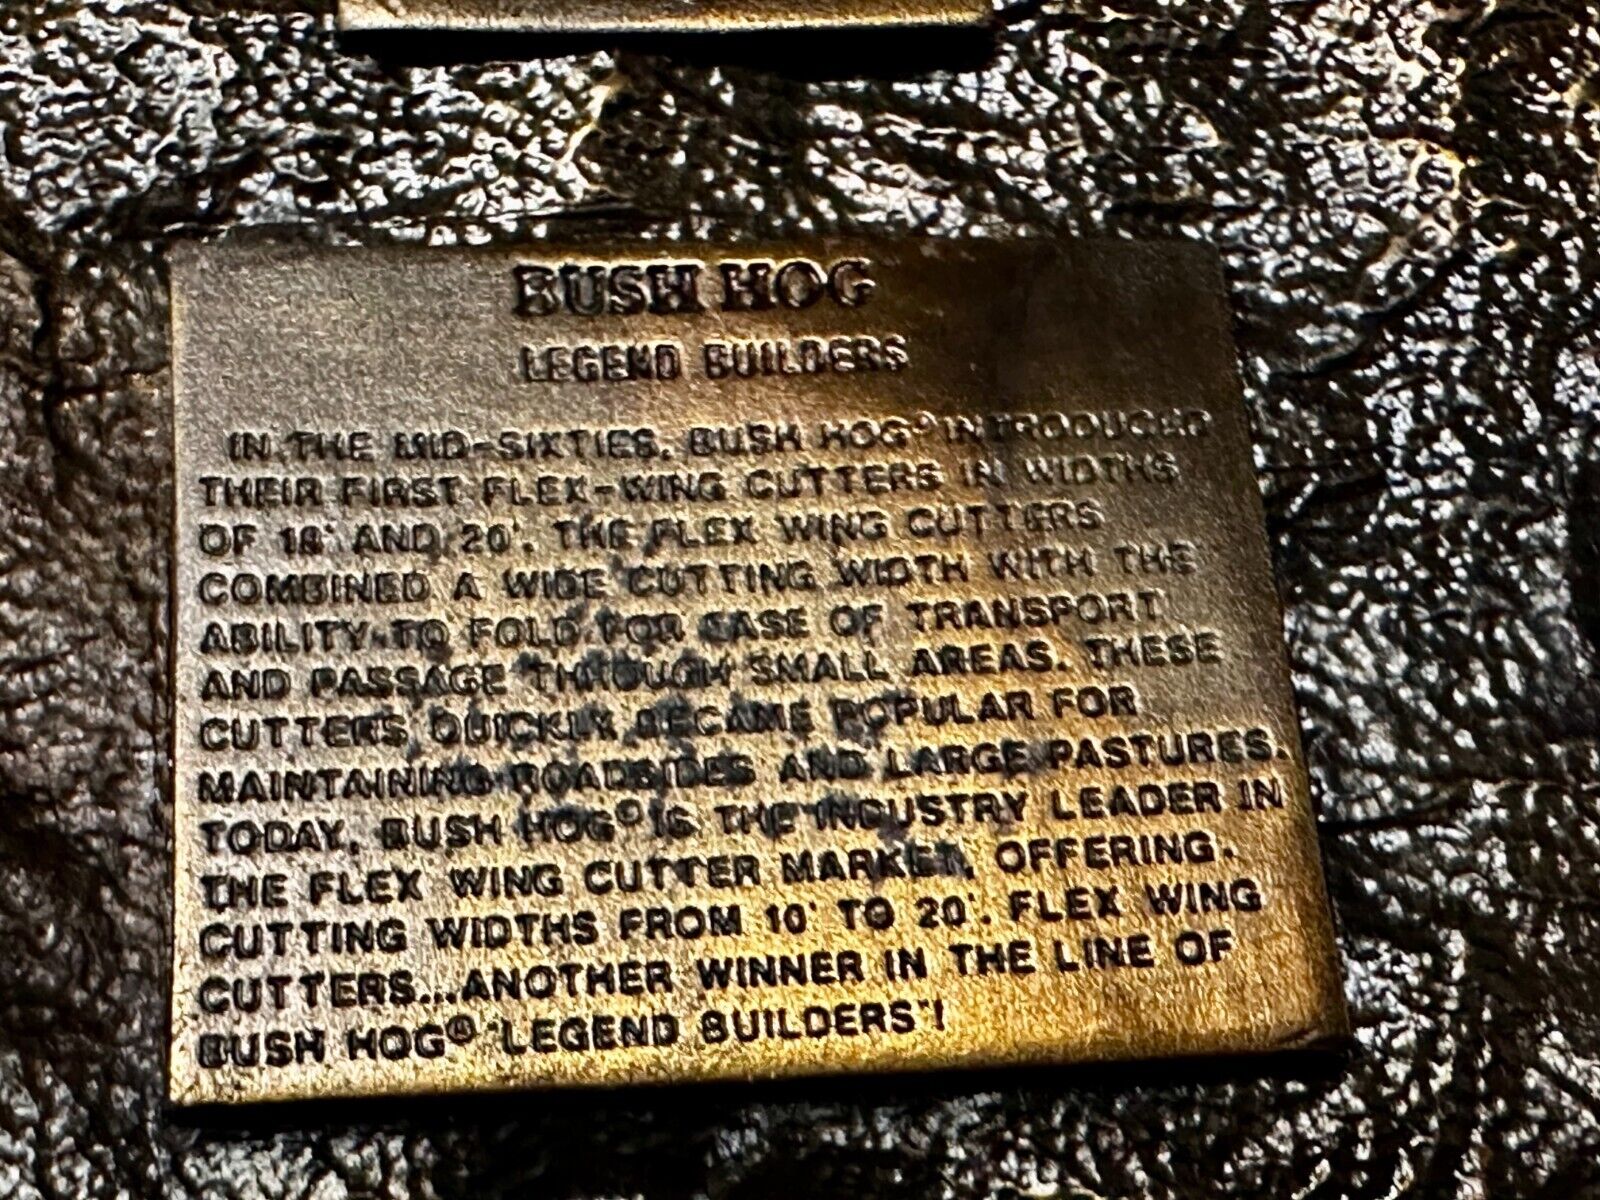 BUSH HOG
LEGEND BUILDERS
IN THE MID-SIXTIES, BUSH HOG® INTRODUCED
THEIR FIRST FLEX-WING CUTTERS IN WIDTHS
OF AND 20'. THE FLEX WING CUTTERS
COMBINED A WIDE CUTTING WIDTH WITH THE
ABILITY TO FOLD FOR EASE OF TRANSPORT
AND PASSAGE THROUGH SMALL AREAS. THESE
CUTTERS QUICKLY BECAME POPULAR FOR
MAINTAINING ROADSIDES AND LARGE PASTURES.
TODAY, BUSH HOG® IS THE INDUSTRY LEADER IN
THE FLEX WING CUTTER MARKET, OFFERING.
CUTTING WIDTHS FROM 10' TO 20'. FLEX WING
CUTTERS...ANOTHER WINNER IN THE LINE OF
BUSH HOG® "LEGEND BUILDERS"!